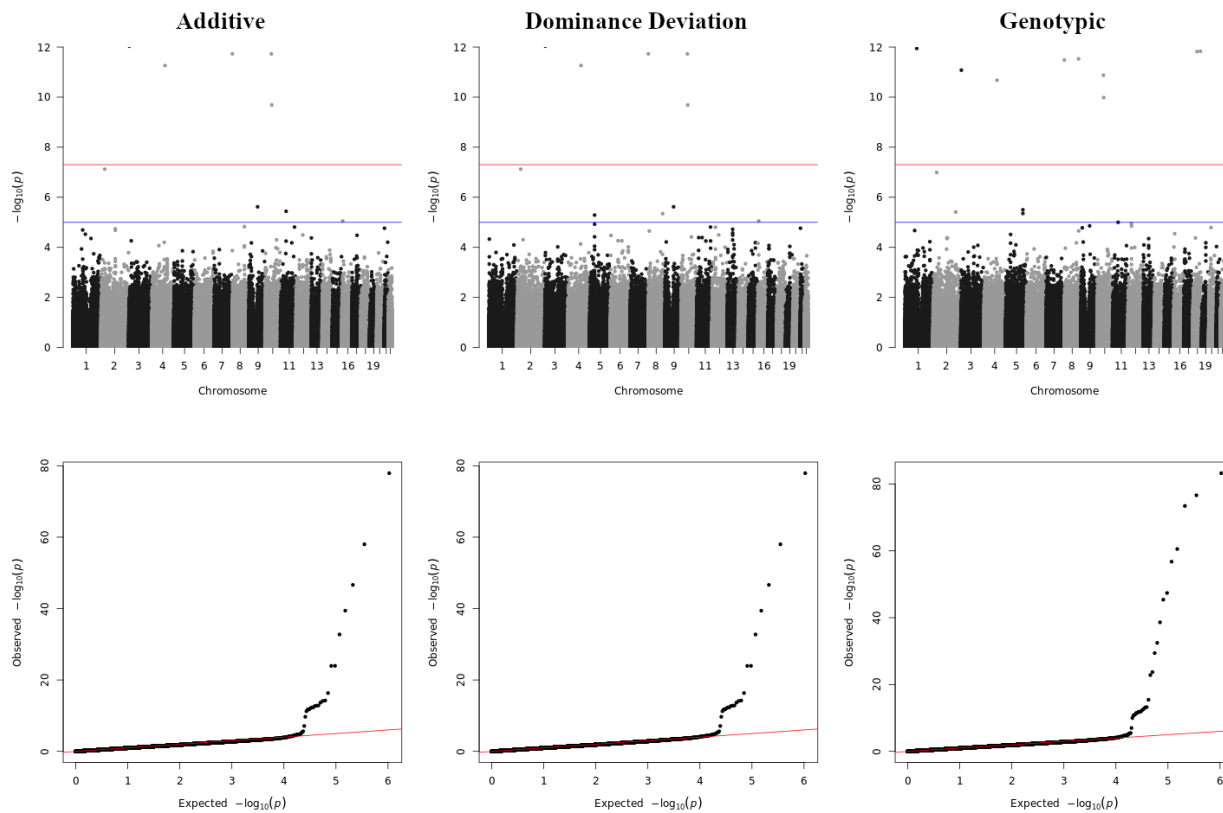 Additive
Dominance Deviation
Genotypic
12
10
8
6
4
2
0
−log10(p)
1 2 3 4 5 6 7 8 9 11 13 16 19
Chromosome
12
10
8
6
4
2
0
−log10(p)
1 2 3 4 5 6 7 8 9 11 13 16 19
Chromosome
12
10
8
6
4
2
0
−log10(p)
1 2 3 4 5 6 7 8 9 11 13 16 19
Chromosome
80
60
40
20
0
Observed −log10(p)
0 1 2 3 4 5 6
Expected −log10(p)
80
60
40
20
0
Observed −log10(p)
0 1 2 3 4 5 6
Expected −log10(p)
80
60
40
20
0
Observed −log10(p)
0 1 2 3 4 5 6
Expected −log10(p)